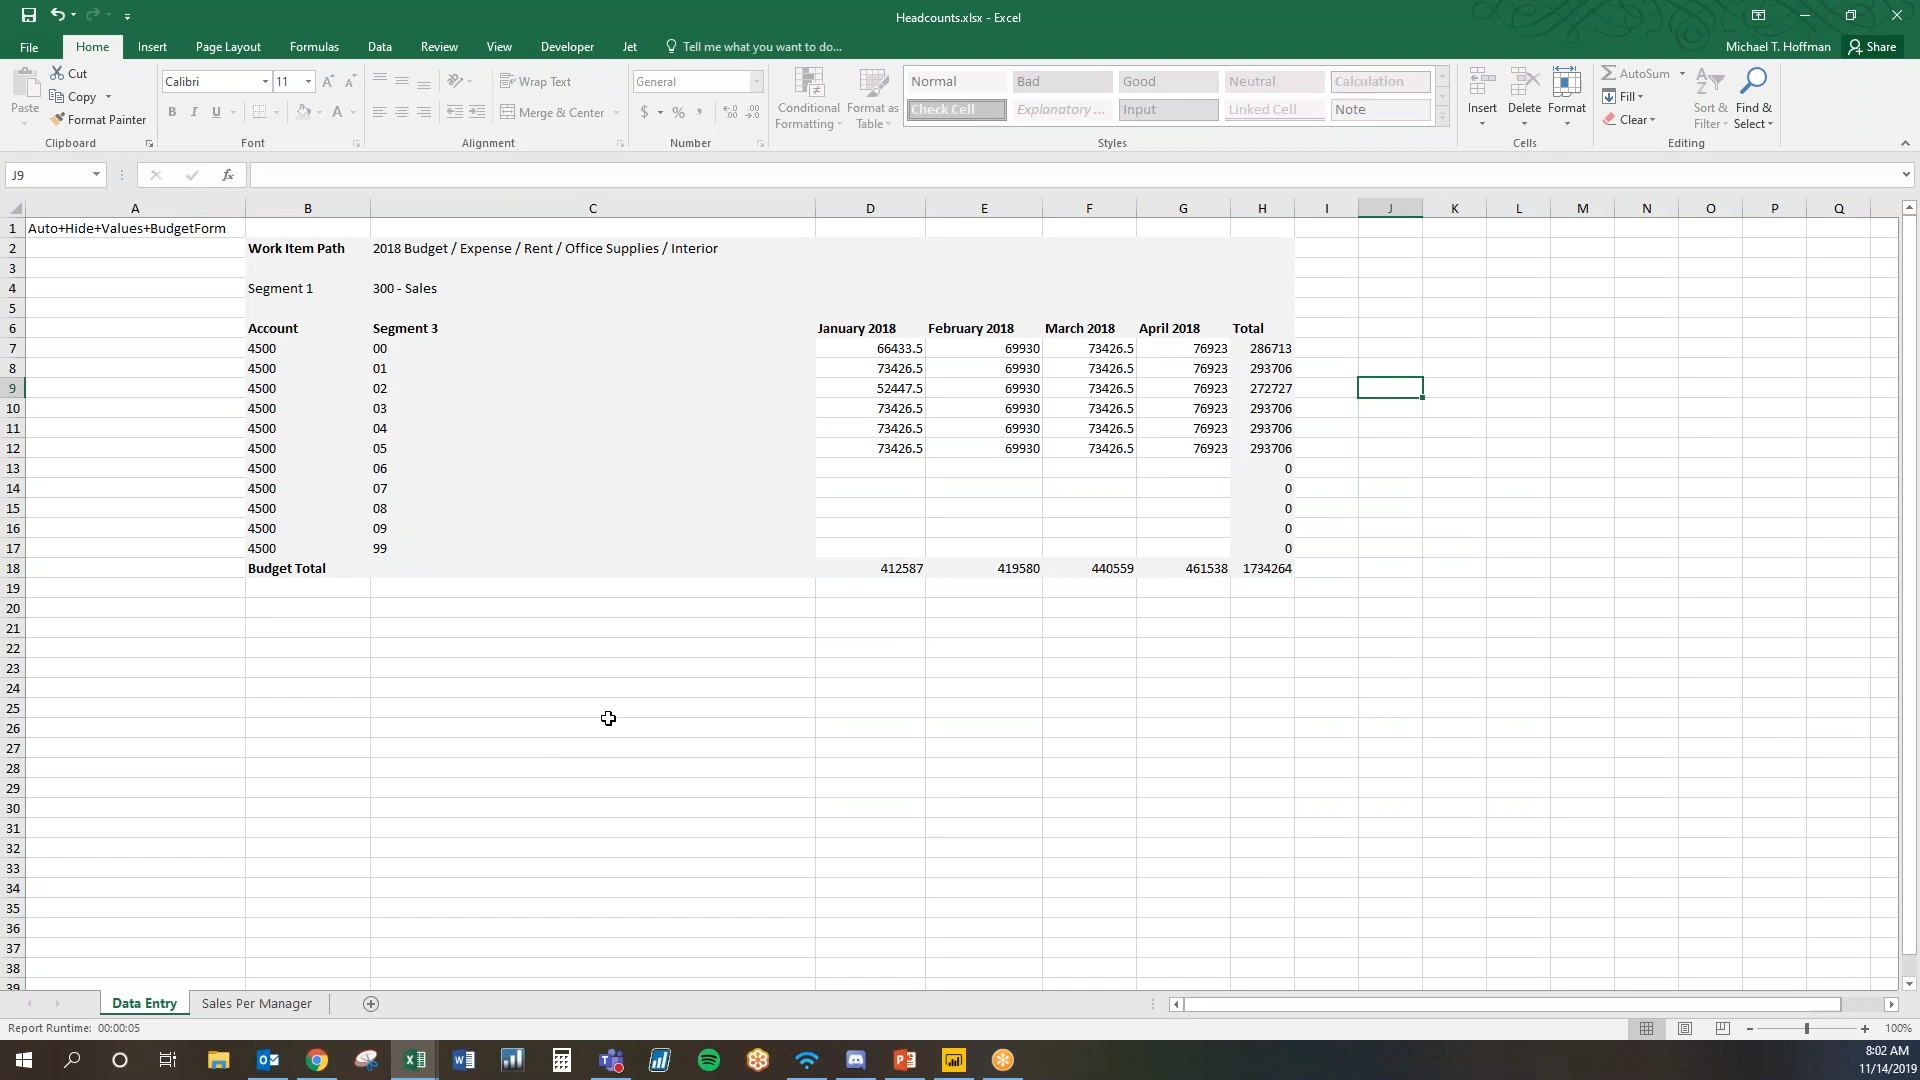 Headcounts.xlsx - Excel
File Home Insert Page Layout Formulas Data Review View Developer Jet Tell me what you want to do... Michael T. Hoffman Share
Paste
Cut
Copy
Format Painter
Clipboard
Calibri 11
B I U
Font
Wrap Text
Merge & Center
Alignment
General
$ % ,
Number
Conditional Formatting
Format as Table
Normal Bad Good Neutral Calculation
Check Cell Explanatory ... Input Linked Cell Note
Styles
Insert Delete Format
Cells
AutoSum
Fill
Clear
Sort & Filter
Find & Select
Editing
J9 fx
A B C D E F G H I J K L M N O P Q
1 Auto+Hide+Values+BudgetForm
2 Work Item Path 2018 Budget / Expense / Rent / Office Supplies / Interior
3
4 Segment 1 300 - Sales
5
6 Account Segment 3 January 2018 February 2018 March 2018 April 2018 Total
7 4500 00 66433.5 69930 73426.5 76923 286713
8 4500 01 73426.5 69930 73426.5 76923 293706
9 4500 02 52447.5 69930 73426.5 76923 272727
10 4500 03 73426.5 69930 73426.5 76923 293706
11 4500 04 73426.5 69930 73426.5 76923 293706
12 4500 05 73426.5 69930 73426.5 76923 293706
13 4500 06 0
14 4500 07 0
15 4500 08 0
16 4500 09 0
17 4500 99 0
18 Budget Total 412587 419580 440559 461538 1734264
19
20
21
22
23
24
25
26
27
28
29
30
31
32
33
34
35
36
37
38
39
Data Entry Sales Per Manager
Report Runtime: 00:00:05 100%
8:02 AM
11/14/2019